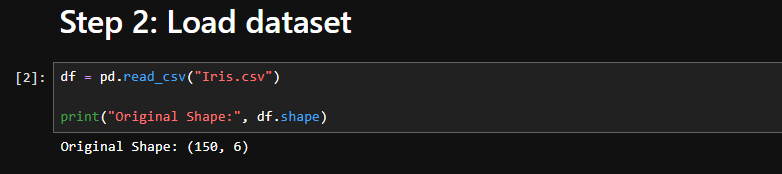 Step 2: Load dataset
[2]: df = pd.read_csv("Iris.csv")
print("Original Shape:", df.shape)
Original Shape: (150, 6)